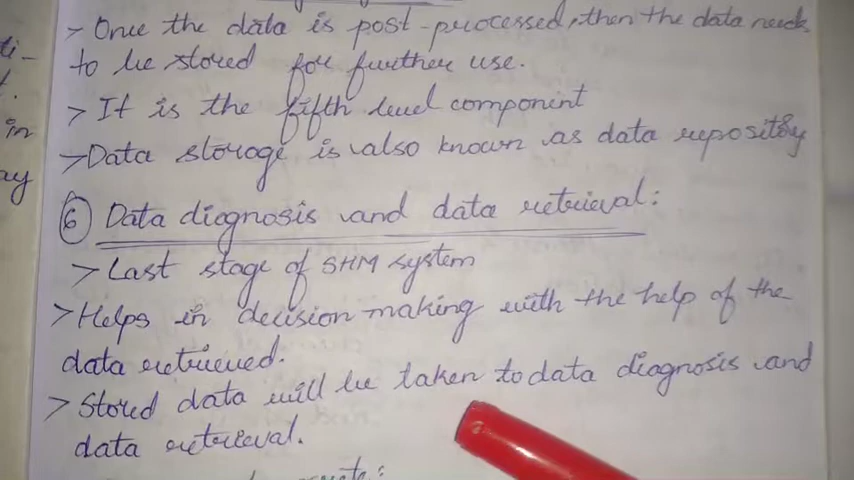 > Once the data is post-processed, then the data needs
to be stored for further use.
> It is the fifth level component
> Data storage is also known as data repository
⑥ Data diagnosis and data retrieval:
> Last stage of SHM system
> Helps in decision making with the help of the
data retrieved.
> Stored data will be taken to data diagnosis and
data retrieval.